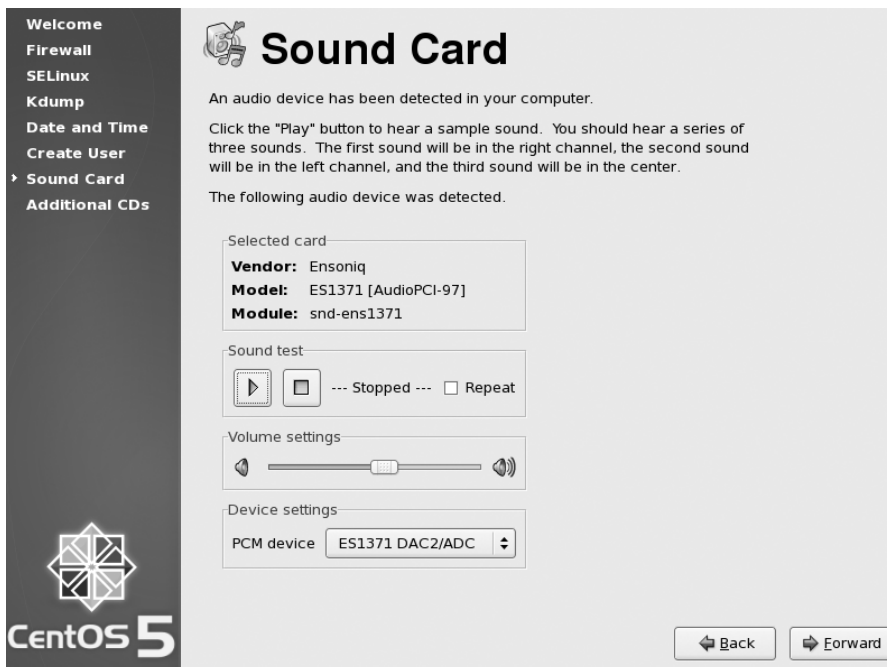 Welcome
Firewall
SELinux
Kdump
Date and Time
Create User
Sound Card
Additional CDs
CentOS 5
Sound Card
An audio device has been detected in your computer.
Click the "Play" button to hear a sample sound. You should hear a series of
three sounds. The first sound will be in the right channel, the second sound
will be in the left channel, and the third sound will be in the center.
The following audio device was detected.
Selected card
Vendor: Ensoniq
Model: ES1371 [AudioPCI-97]
Module: snd-ens1371
Sound test
--- Stopped --- Repeat
Volume settings
Device settings
PCM device ES1371 DAC2/ADC
Back Forward